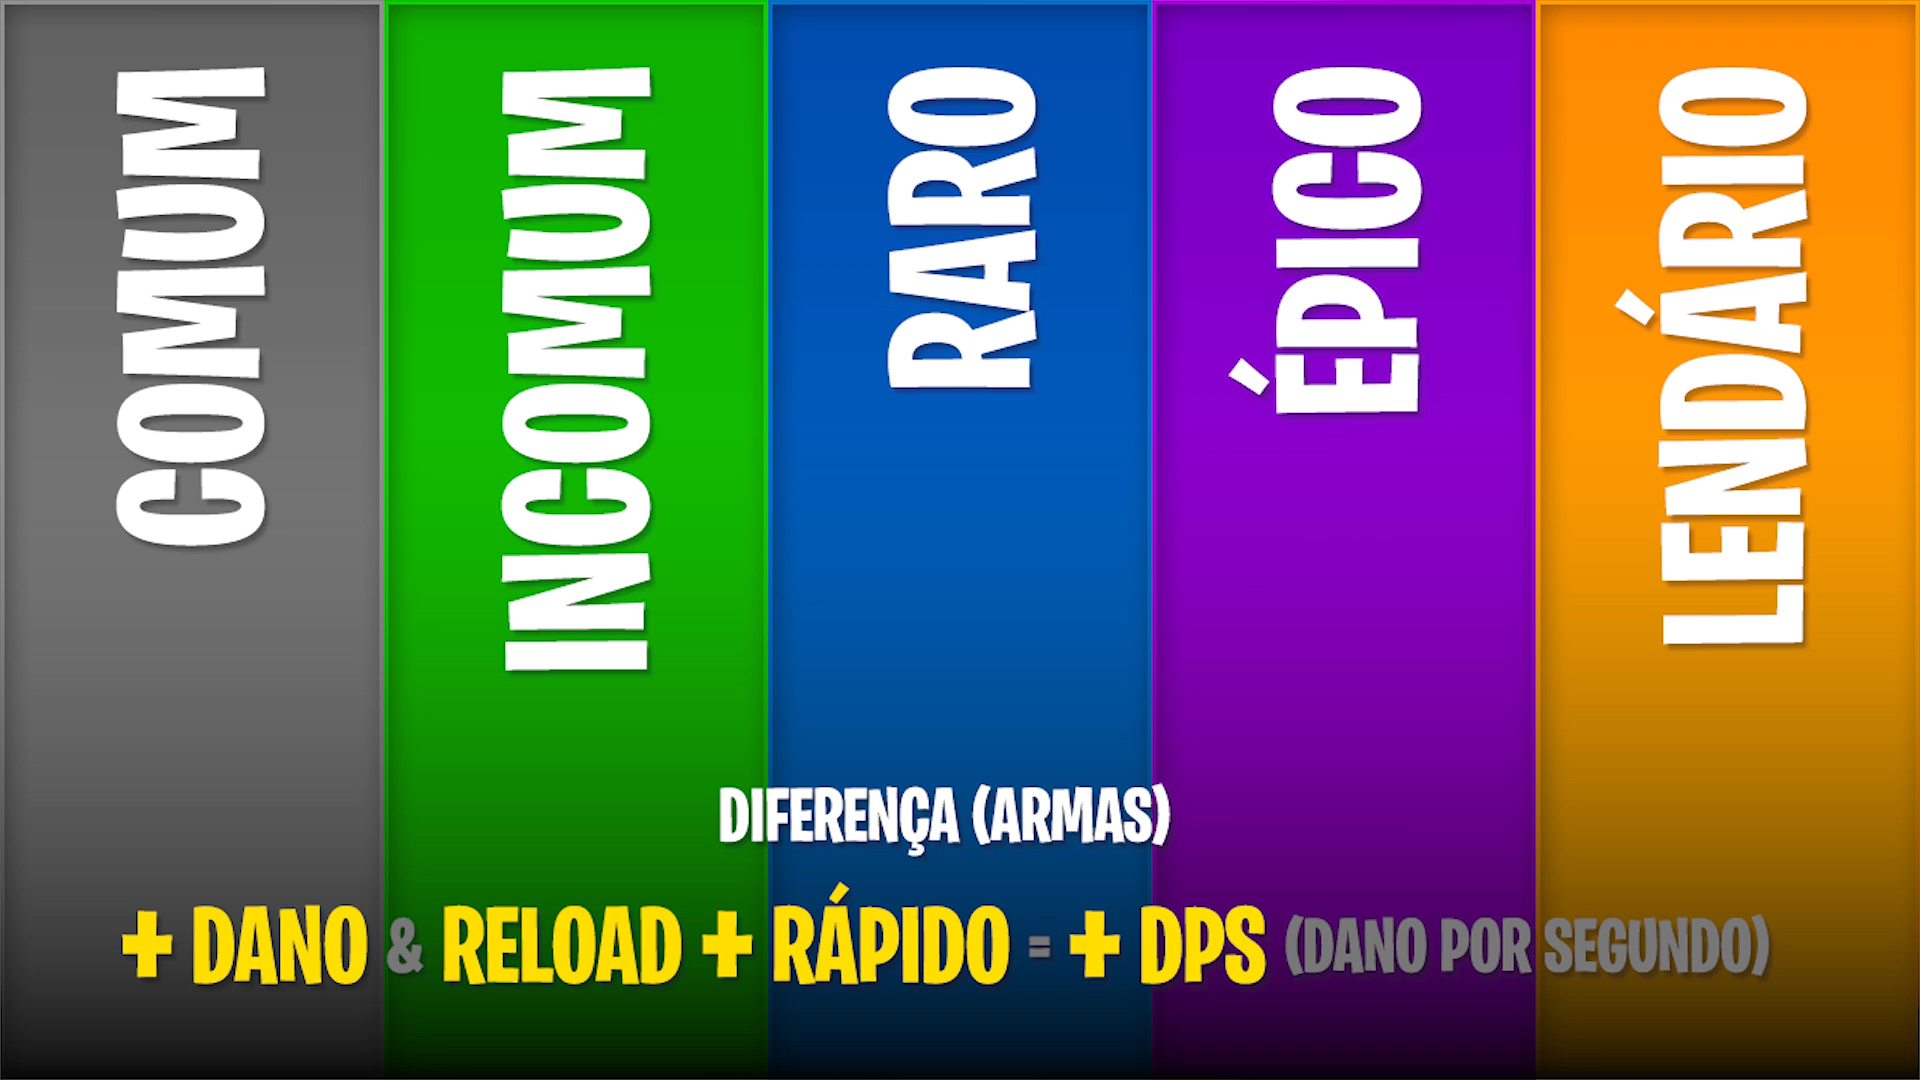 COMUM
INCOMUM
RARO
ÉPICO
LENDÁRIO
DIFERENÇA (ARMAS)
+ DANO & RELOAD + RÁPIDO = + DPS (DANO POR SEGUNDO)